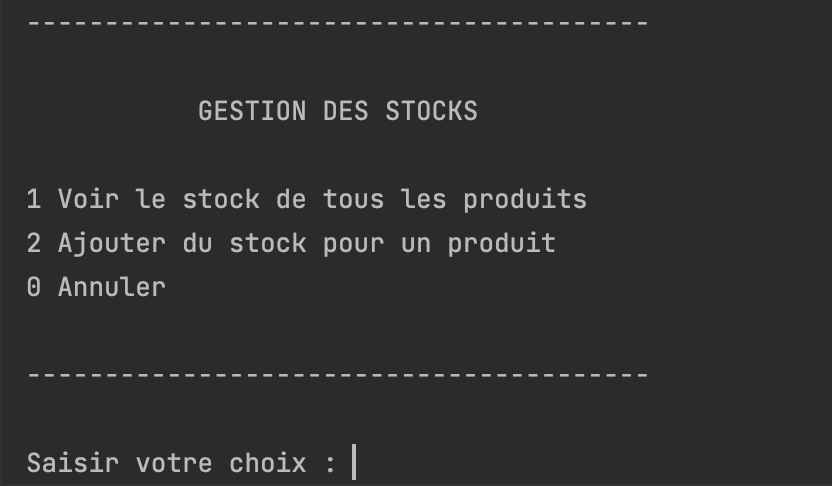 ----------------------------------------
GESTION DES STOCKS
1 Voir le stock de tous les produits
2 Ajouter du stock pour un produit
0 Annuler
----------------------------------------
Saisir votre choix :